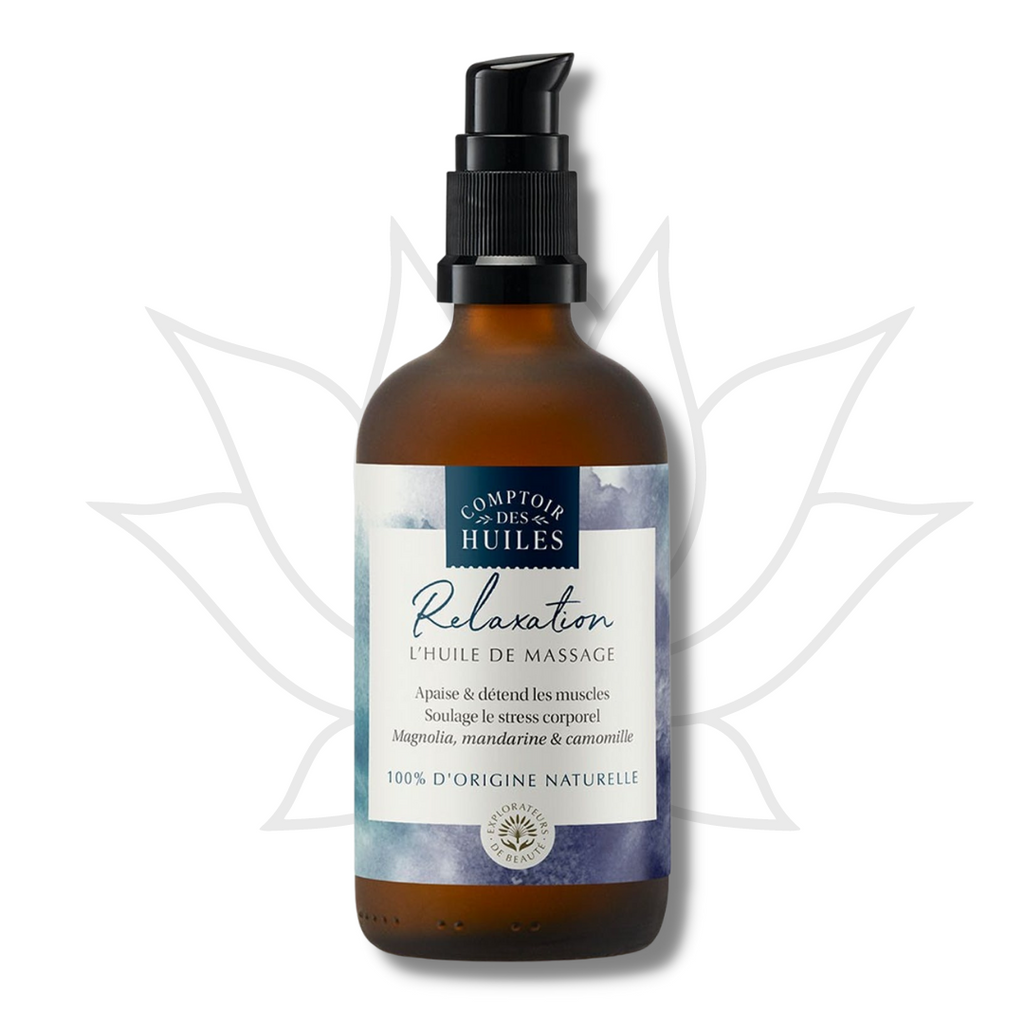 COMPTOIR
DES
HUILES
Relaxation
L'HUILE DE MASSAGE
Apaise & détend les muscles
Soulage le stress corporel
Magnolia, mandarine & camomille
100% D'ORIGINE NATURELLE
EXPLORATEURS
DE BEAUTÉ